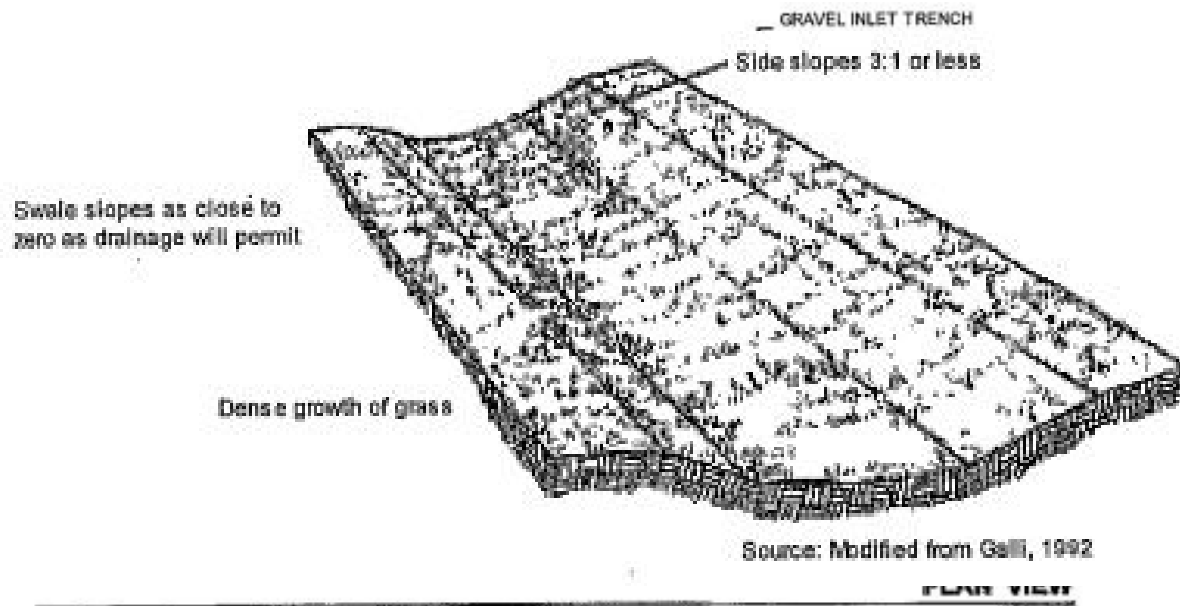 GRAVEL INLET TRENCH
Side slopes 3:1 or less
Swale slopes as close to
zero as drainage will permit
Dense growth of grass
Source: Modified from Galli, 1992
PLAN VIEW